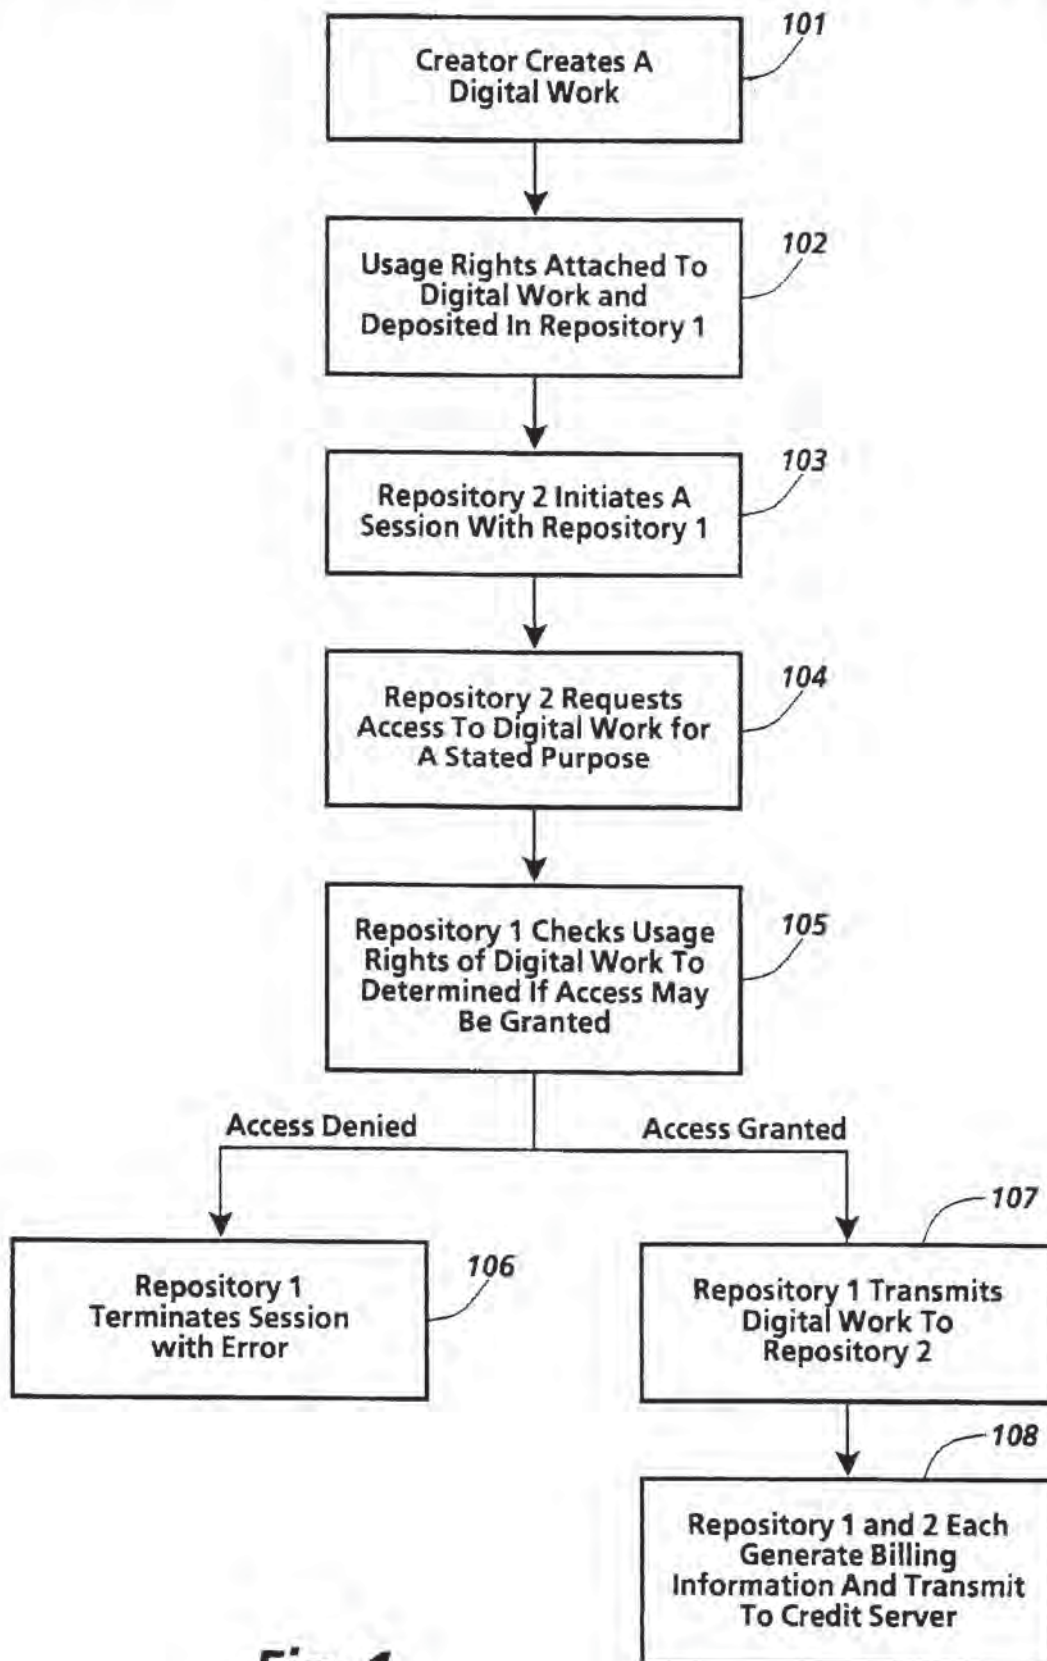 101
Creator Creates A
Digital Work
102
Usage Rights Attached To
Digital Work and
Deposited In Repository 1
103
Repository 2 Initiates A
Session With Repository 1
104
Repository 2 Requests
Access To Digital Work for
A Stated Purpose
105
Repository 1 Checks Usage
Rights of Digital Work To
Determined If Access May
Be Granted
Access Denied
Access Granted
106
Repository 1
Terminates Session
with Error
107
Repository 1 Transmits
Digital Work To
Repository 2
108
Repository 1 and 2 Each
Generate Billing
Information And Transmit
To Credit Server
Fig. 1